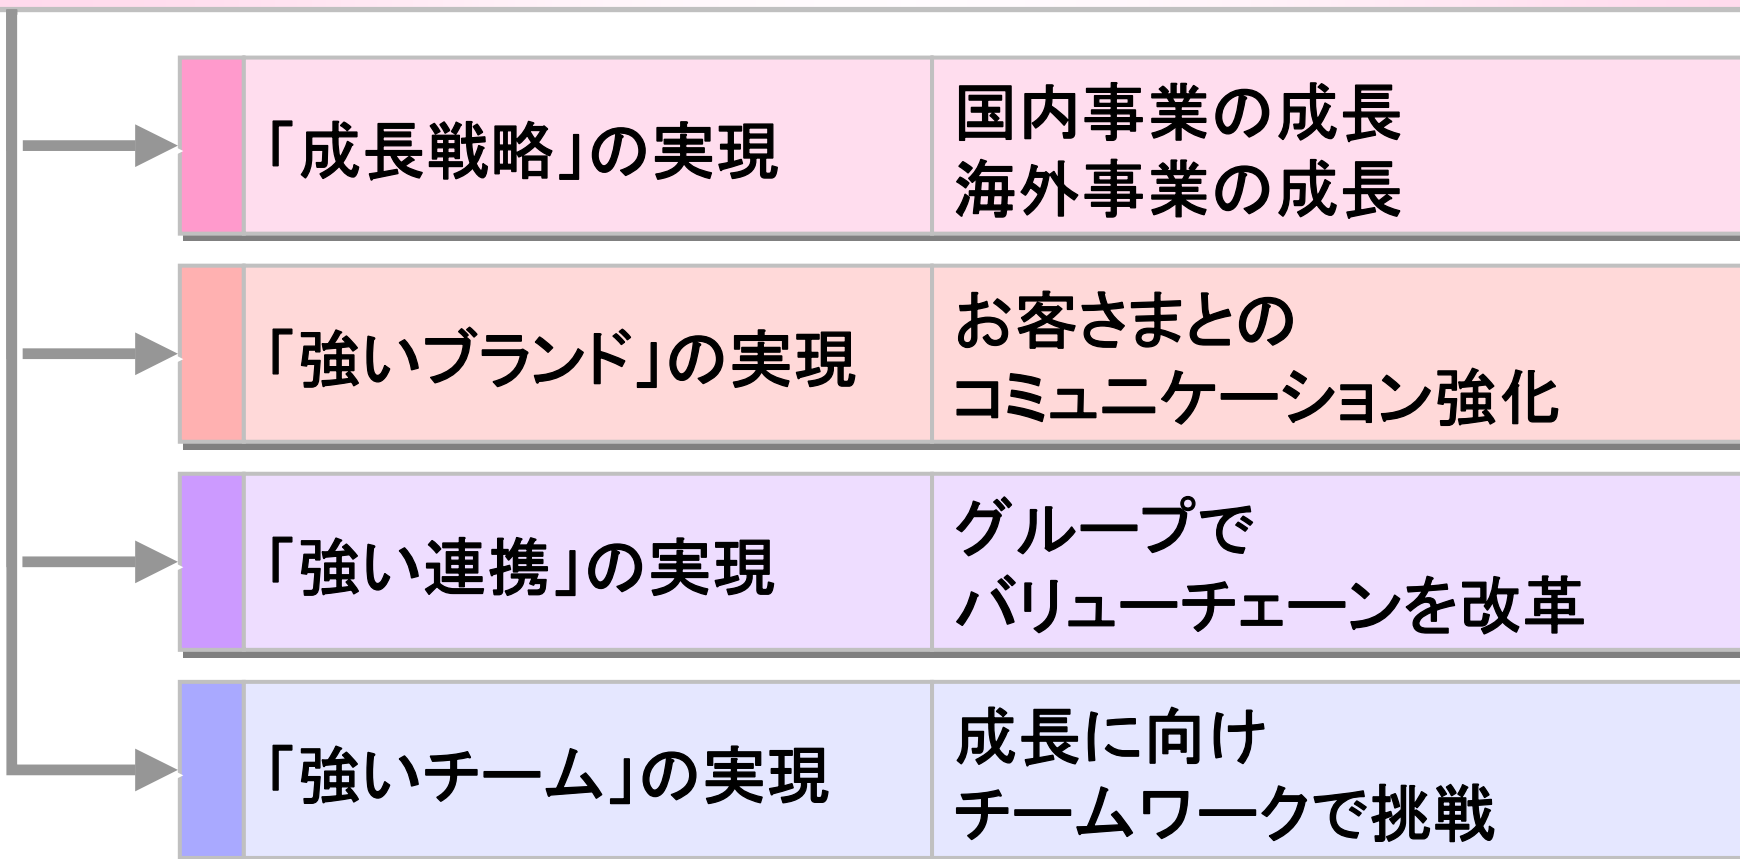 「成長戦略」の実現
国内事業の成長
海外事業の成長
「強いブランド」の実現
お客さまとの
コミュニケーション強化
「強い連携」の実現
グループで
バリューチェーンを改革
「強いチーム」の実現
成長に向け
チームワークで挑戦